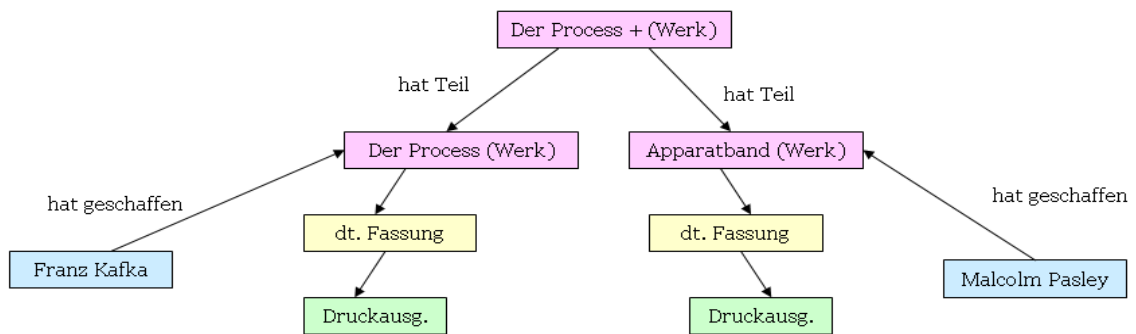 Der Process + (Werk)
hat Teil
hat Teil
Der Process (Werk)
Apparatband (Werk)
hat geschaffen
hat geschaffen
dt. Fassung
dt. Fassung
Franz Kafka
Malcolm Pasley
Druckausg.
Druckausg.